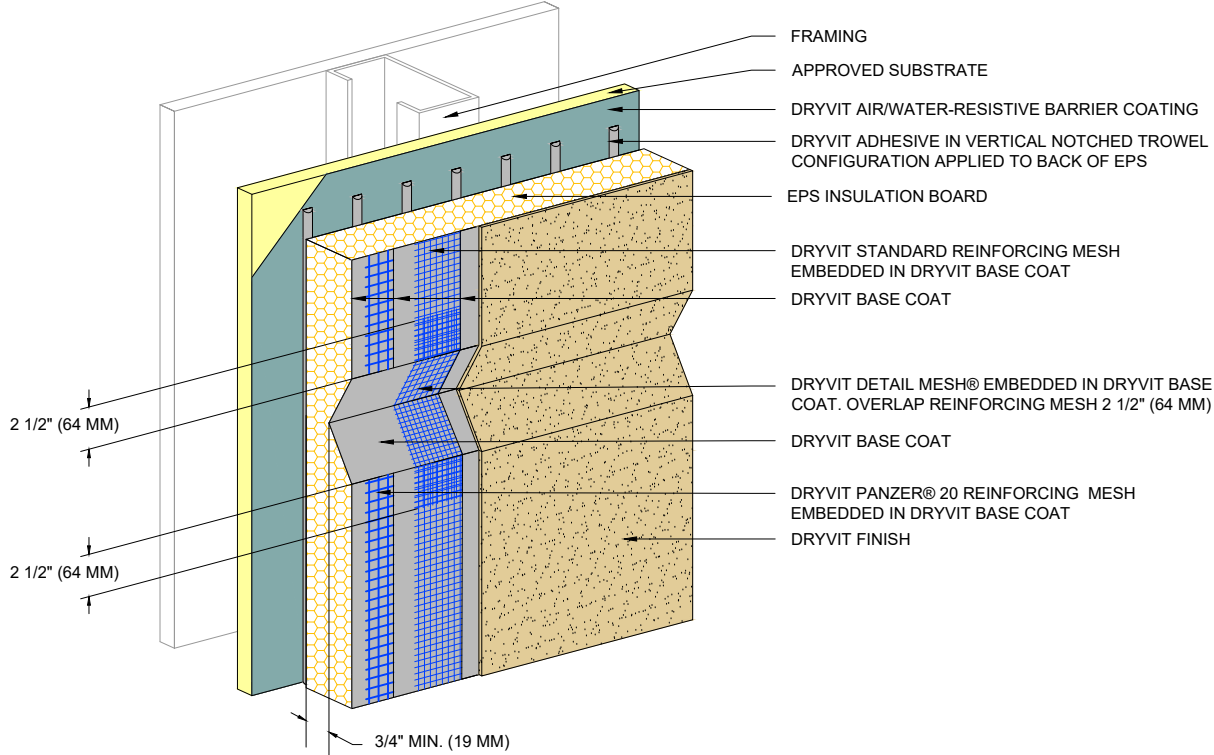 FRAMING
APPROVED SUBSTRATE
DRYVIT AIR/WATER-RESISTIVE BARRIER COATING
DRYVIT ADHESIVE IN VERTICAL NOTCHED TROWEL
CONFIGURATION APPLIED TO BACK OF EPS
EPS INSULATION BOARD
DRYVIT STANDARD REINFORCING MESH
EMBEDDED IN DRYVIT BASE COAT
DRYVIT BASE COAT
DRYVIT DETAIL MESH® EMBEDDED IN DRYVIT BASE
COAT. OVERLAP REINFORCING MESH 2 1/2" (64 MM)
2 1/2" (64 MM)
DRYVIT BASE COAT
DRYVIT PANZER® 20 REINFORCING MESH
EMBEDDED IN DRYVIT BASE COAT
DRYVIT FINISH
2 1/2" (64 MM)
3/4" MIN. (19 MM)